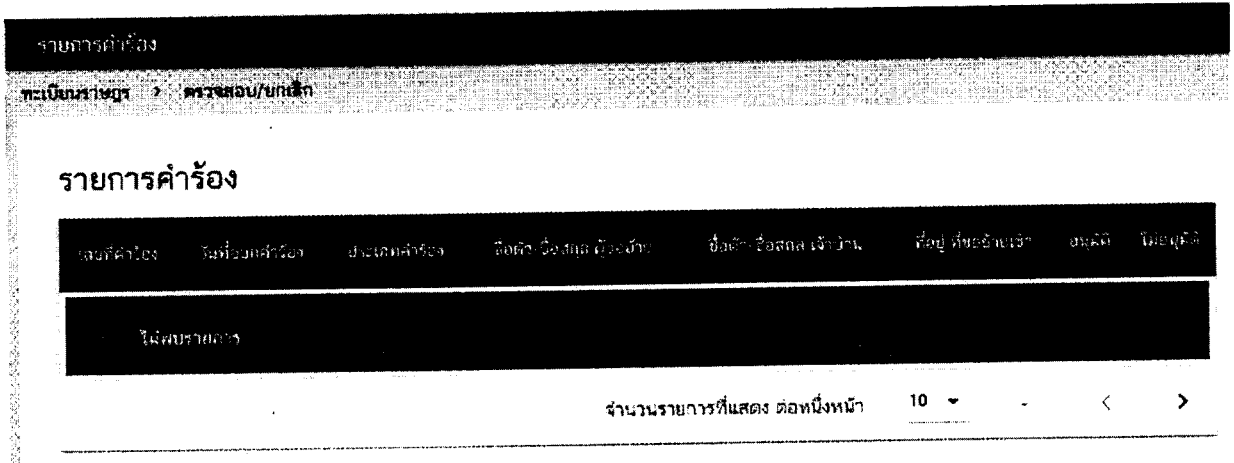 รายการคำร้อง
ทะเบียนราษฎร > ตรวจสอบ/ยกเลิก
รายการคำร้อง
เลขที่คำร้อง วันที่ออกคำร้อง ประเภทคำร้อง ชื่อตัว-ชื่อสกุล ผู้ขอย้าย ชื่อตัว-ชื่อสกุล เจ้าบ้าน ที่อยู่ ที่ขอย้ายเข้า อนุมัติ ไม่อนุมัติ
ไม่พบรายการ
จำนวนรายการที่แสดง ต่อหนึ่งหน้า 10 - < >